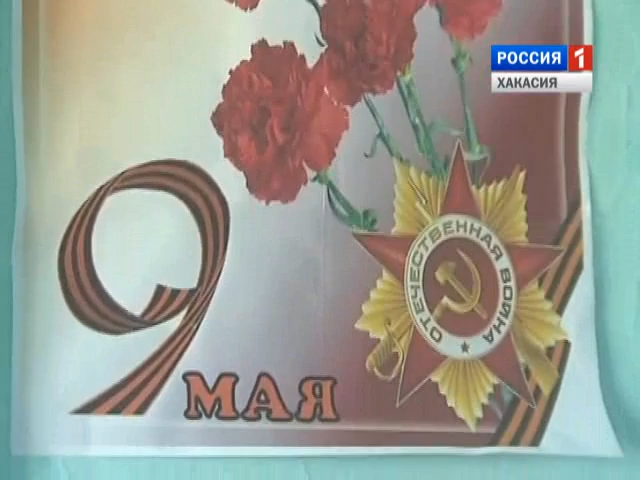 РОССИЯ 1
ХАКАСИЯ
ОТЕЧЕСТВЕННАЯ ВОЙНА
9
МАЯ